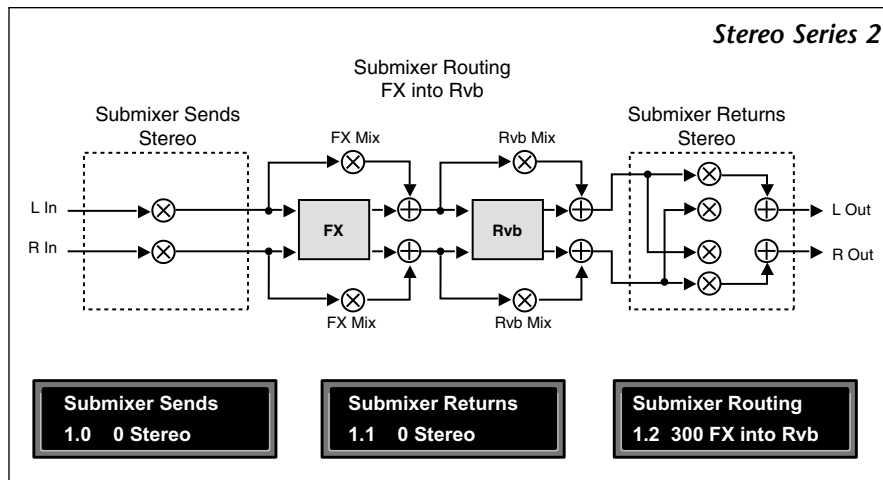 Stereo Series 2
Submixer Routing
FX into Rvb
Submixer Sends
Stereo
Submixer Returns
Stereo
FX Mix
Rvb Mix
L In
R In
FX
Rvb
L Out
R Out
FX Mix
Rvb Mix
Submixer Sends
1.0 0 Stereo
Submixer Returns
1.1 0 Stereo
Submixer Routing
1.2 300 FX into Rvb